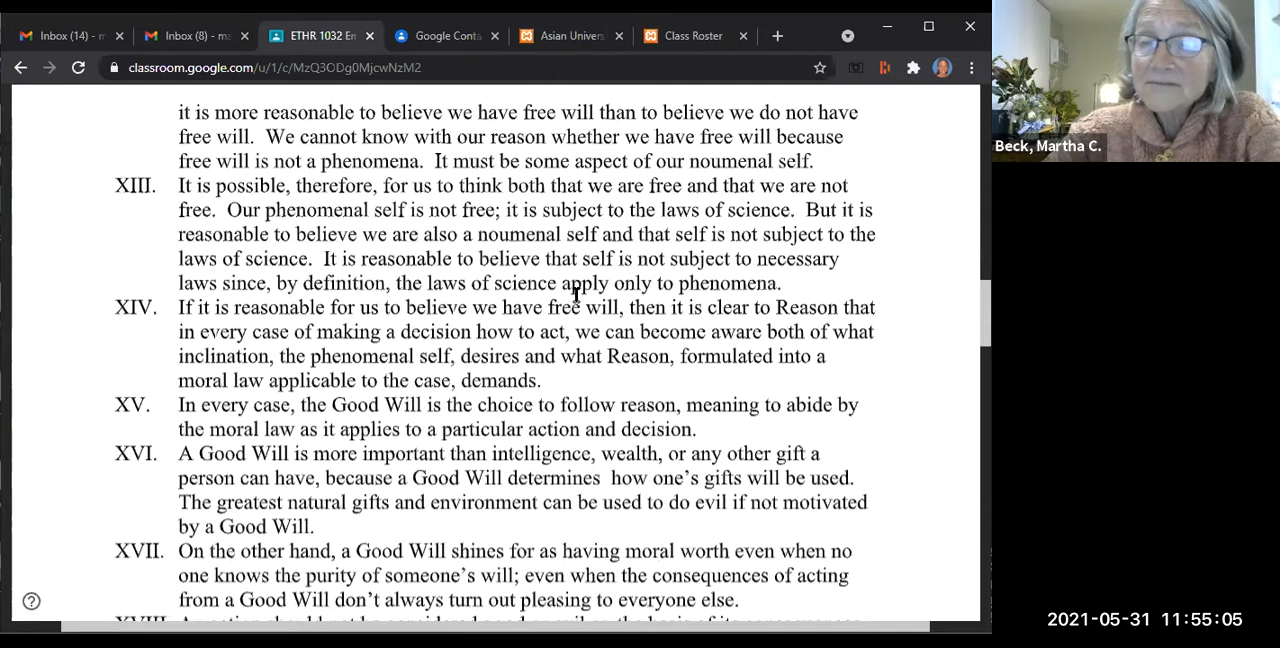 Inbox (14) - m
Inbox (8) - ma
ETHR 1032 En
Google Conta
Asian Univers
Class Roster
classroom.google.com/u/1/c/MzQ3ODg0MjcwNzM2
it is more reasonable to believe we have free will than to believe we do not have
free will. We cannot know with our reason whether we have free will because
free will is not a phenomena. It must be some aspect of our noumenal self.
XIII. It is possible, therefore, for us to think both that we are free and that we are not
free. Our phenomenal self is not free; it is subject to the laws of science. But it is
reasonable to believe we are also a noumenal self and that self is not subject to the
laws of science. It is reasonable to believe that self is not subject to necessary
laws since, by definition, the laws of science apply only to phenomena.
XIV. If it is reasonable for us to believe we have free will, then it is clear to Reason that
in every case of making a decision how to act, we can become aware both of what
inclination, the phenomenal self, desires and what Reason, formulated into a
moral law applicable to the case, demands.
XV. In every case, the Good Will is the choice to follow reason, meaning to abide by
the moral law as it applies to a particular action and decision.
XVI. A Good Will is more important than intelligence, wealth, or any other gift a
person can have, because a Good Will determines how one's gifts will be used.
The greatest natural gifts and environment can be used to do evil if not motivated
by a Good Will.
XVII. On the other hand, a Good Will shines for as having moral worth even when no
one knows the purity of someone's will; even when the consequences of acting
from a Good Will don't always turn out pleasing to everyone else.
Beck, Martha C.
2021-05-31 11:55:05